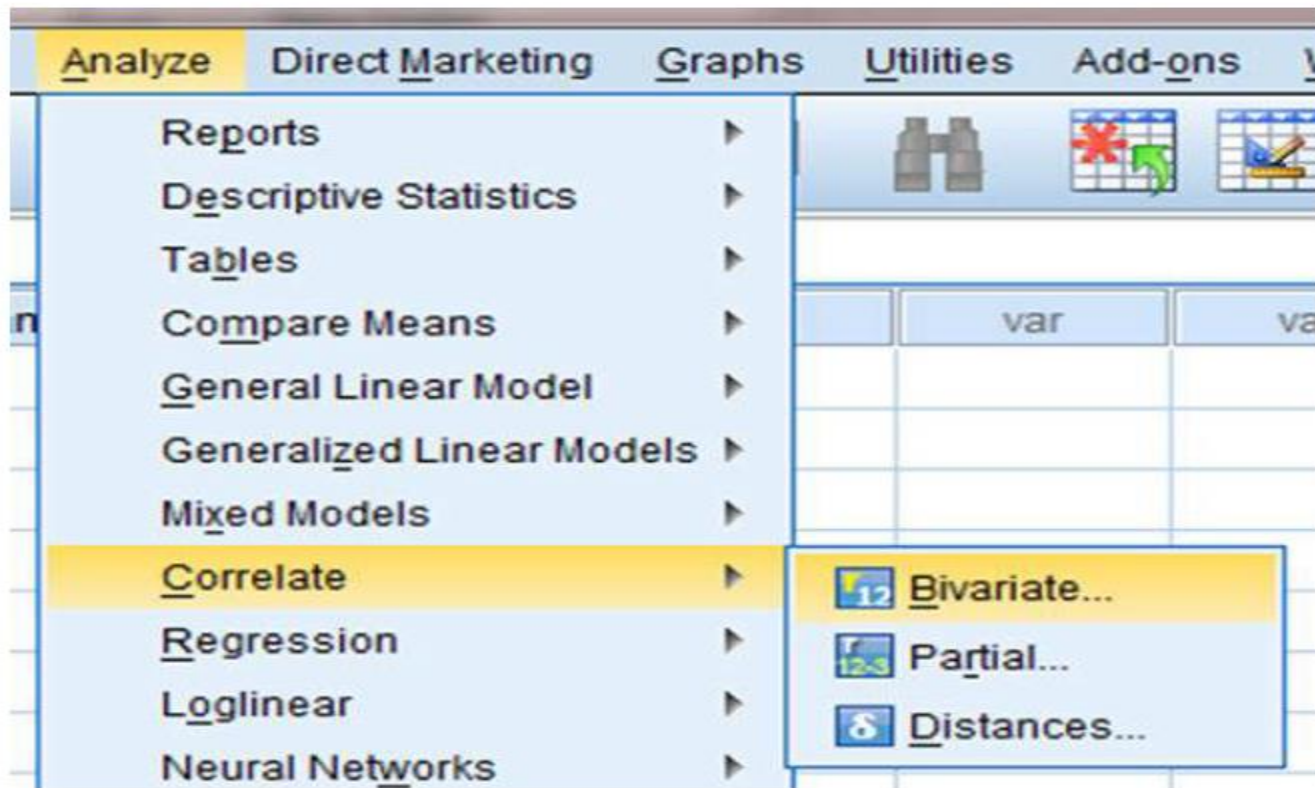 Analyze Direct Marketing Graphs Utilities Add-ons
Reports
Descriptive Statistics
Tables
Compare Means
var
General Linear Model
Generalized Linear Models
Mixed Models
Correlate
Bivariate...
Regression
Partial...
Loglinear
Distances...
Neural Networks